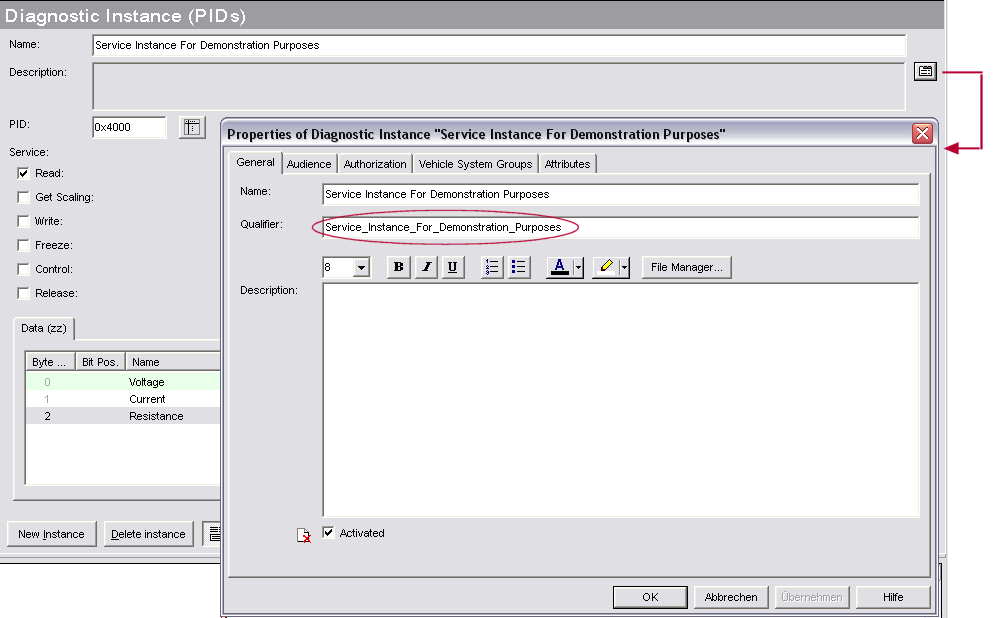 Diagnostic Instance (PIDs)
Name: Service Instance For Demonstration Purposes
Description:
PID: 0x4000
Service:
Read:
Get Scaling:
Write:
Freeze:
Control:
Release:
Data (zz)
Byte ... Bit Pos. Name
0 Voltage
1 Current
2 Resistance
New Instance Delete instance
Properties of Diagnostic Instance "Service Instance For Demonstration Purposes"
General Audience Authorization Vehicle System Groups Attributes
Name: Service Instance For Demonstration Purposes
Qualifier: Service_Instance_For_Demonstration_Purposes
8 B I U A File Manager...
Description:
Activated
OK Abbrechen Übernehmen Hilfe